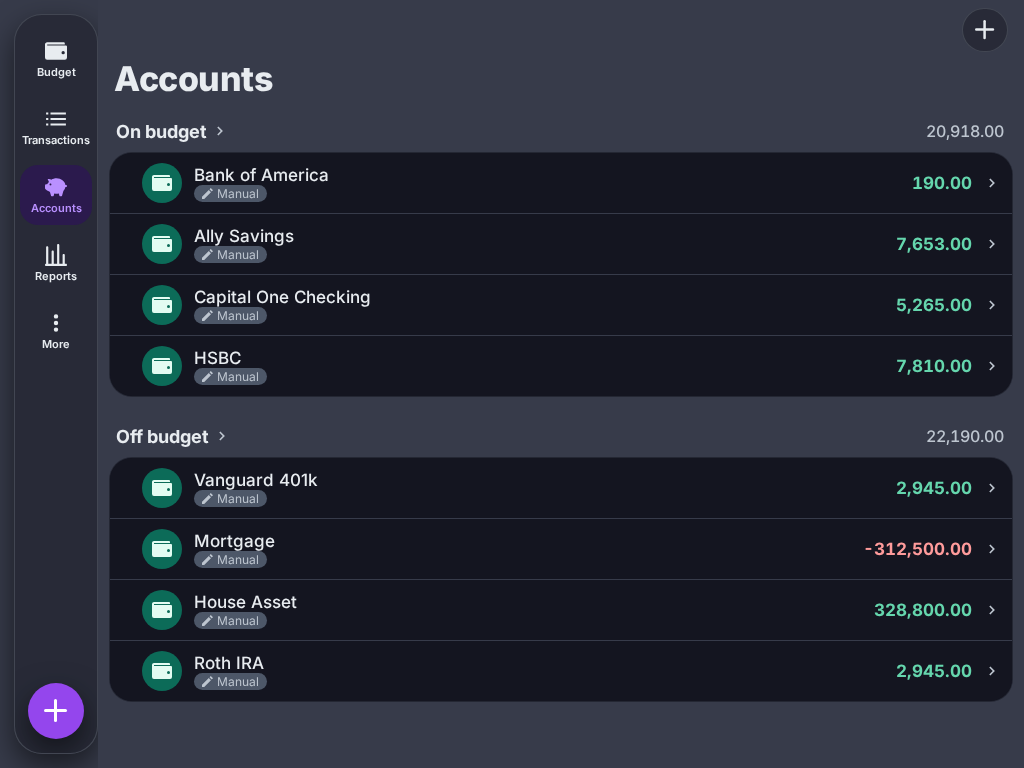 Budget
Transactions
Accounts
Reports
More
Accounts
On budget 20,918.00
Bank of America
Manual
190.00
Ally Savings
Manual
7,653.00
Capital One Checking
Manual
5,265.00
HSBC
Manual
7,810.00
Off budget 22,190.00
Vanguard 401k
Manual
2,945.00
Mortgage
Manual
-312,500.00
House Asset
Manual
328,800.00
Roth IRA
Manual
2,945.00